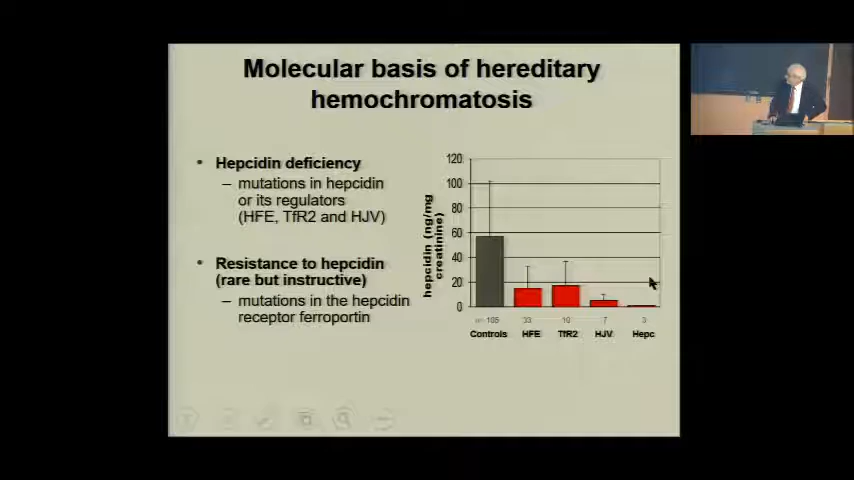 Molecular basis of hereditary
hemochromatosis
• Hepcidin deficiency
– mutations in hepcidin
or its regulators
(HFE, TfR2 and HJV)
• Resistance to hepcidin
(rare but instructive)
– mutations in the hepcidin
receptor ferroportin
hepcidin (ng/mg
creatinine)
120
100
80
60
40
20
0
105 33 10 7 3
Controls HFE TfR2 HJV Hepc